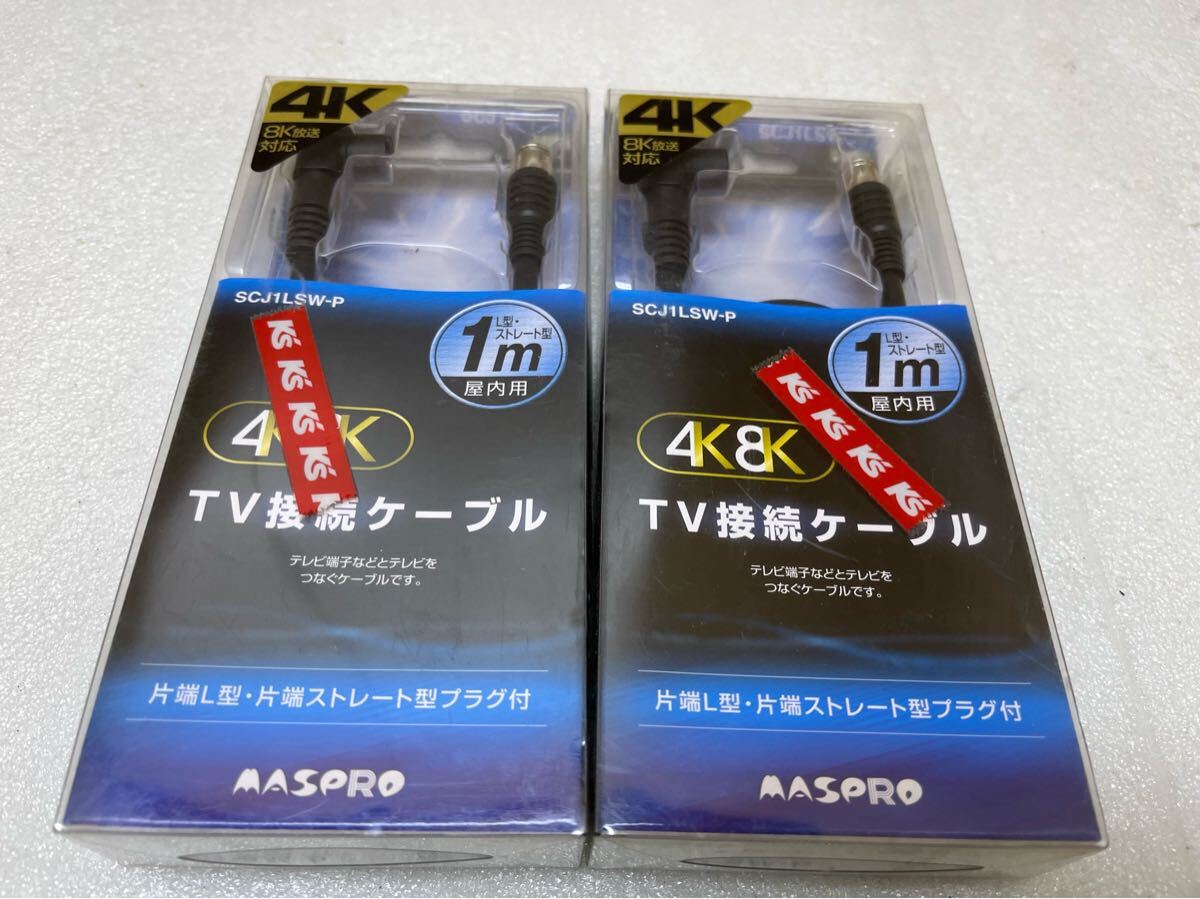 4K
8K放送
対応
SCJ1LSW-P
L型・
ストレート型
1m
屋内用
K's K's K's K's K
4K K
TV接続ケーブル
テレビ端子などとテレビを
つなぐケーブルです。
片端L型・片端ストレート型プラグ付
MASPRO
4K
8K放送
対応
SCJ1LSW-P
L型・
ストレート型
1m
屋内用
K's K's K's K's
4K8K
TV接続ケーブル
テレビ端子などとテレビを
つなぐケーブルです。
片端L型・片端ストレート型プラグ付
MASPRO